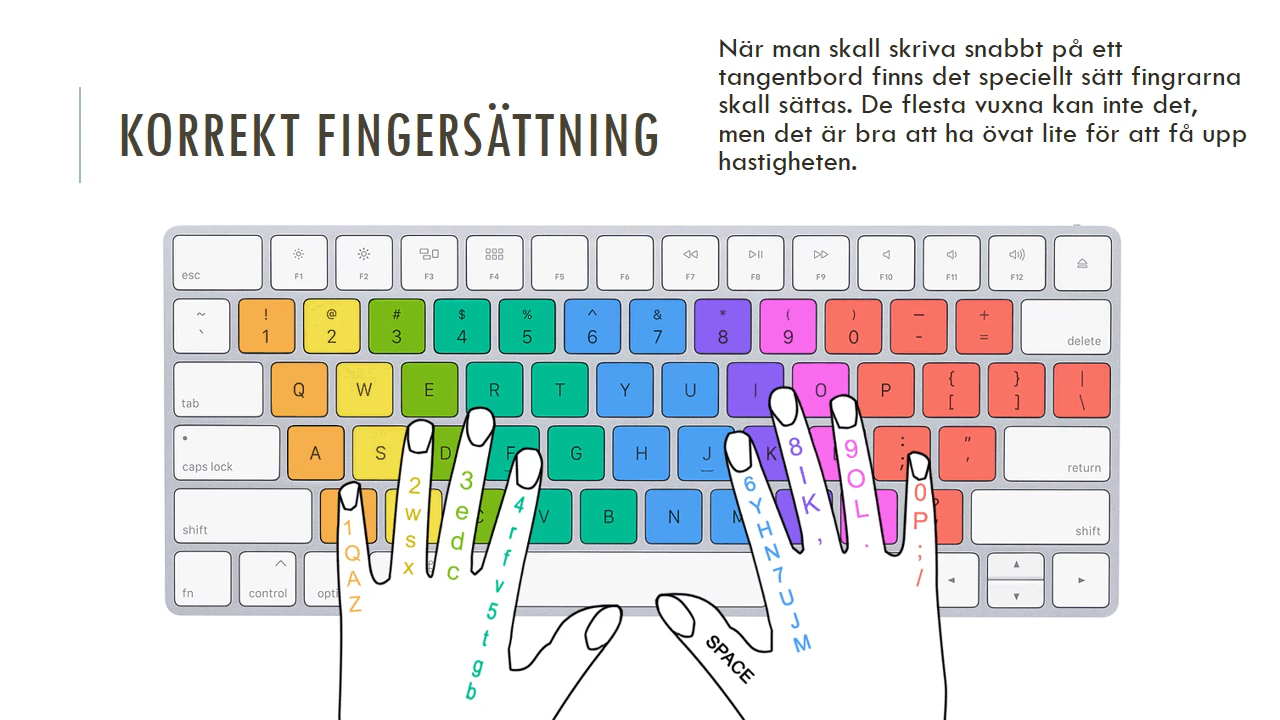 När man skall skriva snabbt på ett
tangentbord finns det speciellt sätt fingrarna
skall sättas. De flesta vuxna kan inte det,
men det är bra att ha övat lite för att få upp
hastigheten.
KORREKT FINGERSÄTTNING
esc F1 F2 F3 F4 F5 F6 F7 F8 F9 F10 F11 F12
~ ! @ # $ % ^ & * ( ) — +
` 1 2 3 4 5 6 7 8 9 0 - = delete
tab Q W E R T Y U I O P { [ } ] | \
caps lock A S D F G H J K L : ; " ' return
shift C V B N M ? shift
fn control opti
1 Q A Z
2 w s x
3 e d c
4 r f v 5 t g b
6 Y H N 7 U J M
8 I K ,
9 O L .
0 P ; /
SPACE